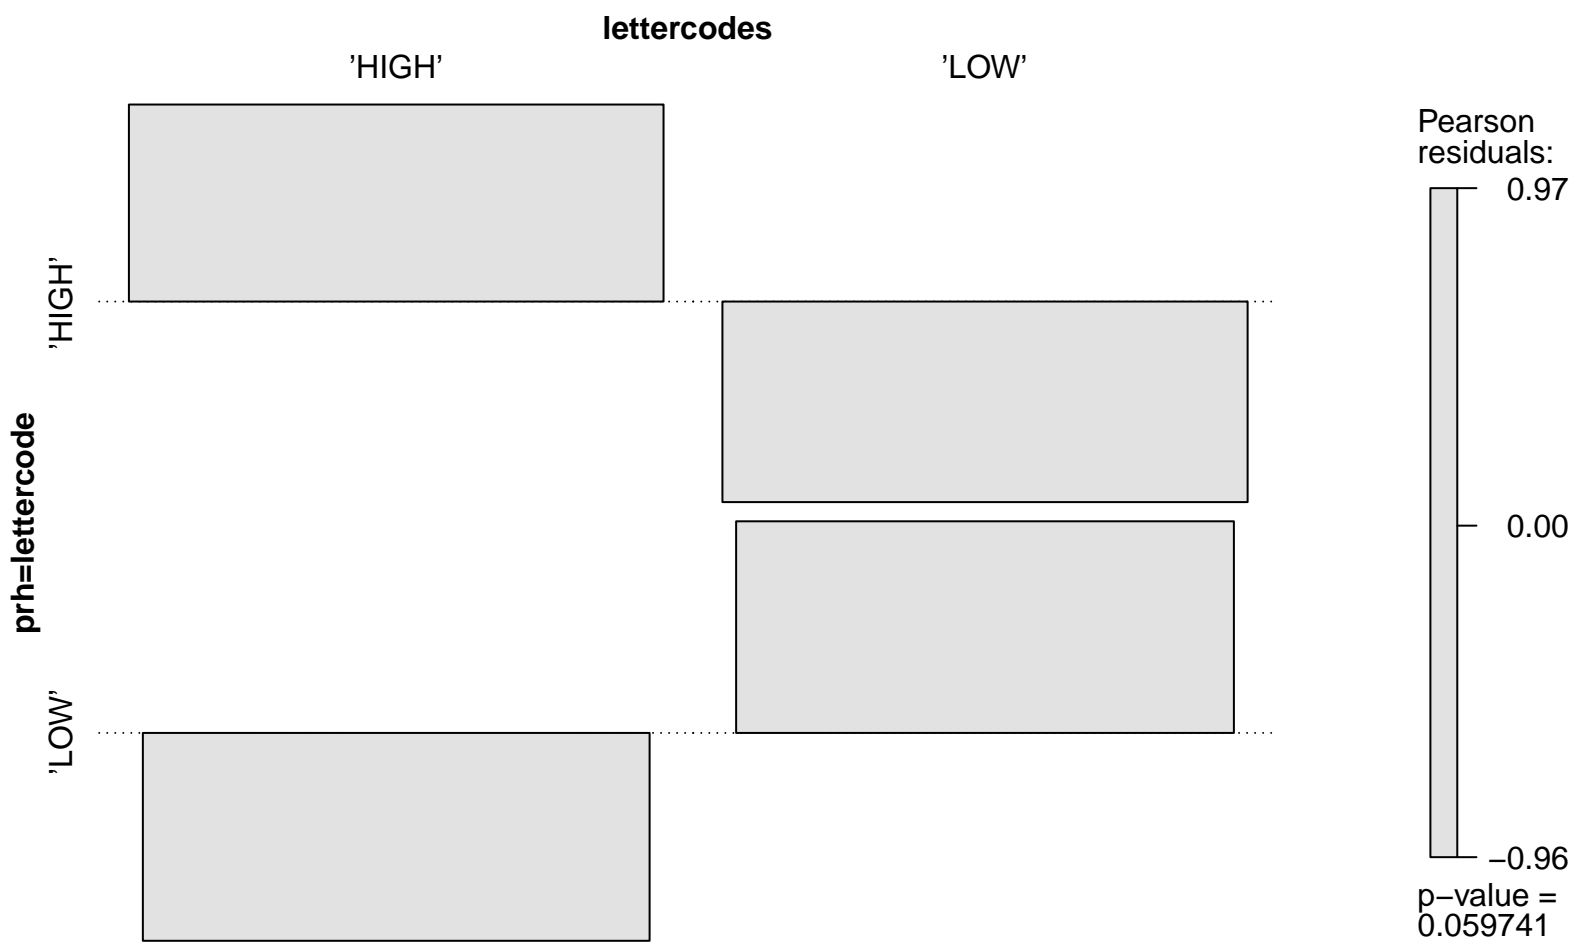 lettercodes
’HIGH’ ’LOW’
prh=lettercode
’HIGH’
’LOW’
Pearson
residuals:
0.97
0.00
−0.96
p−value =
0.059741